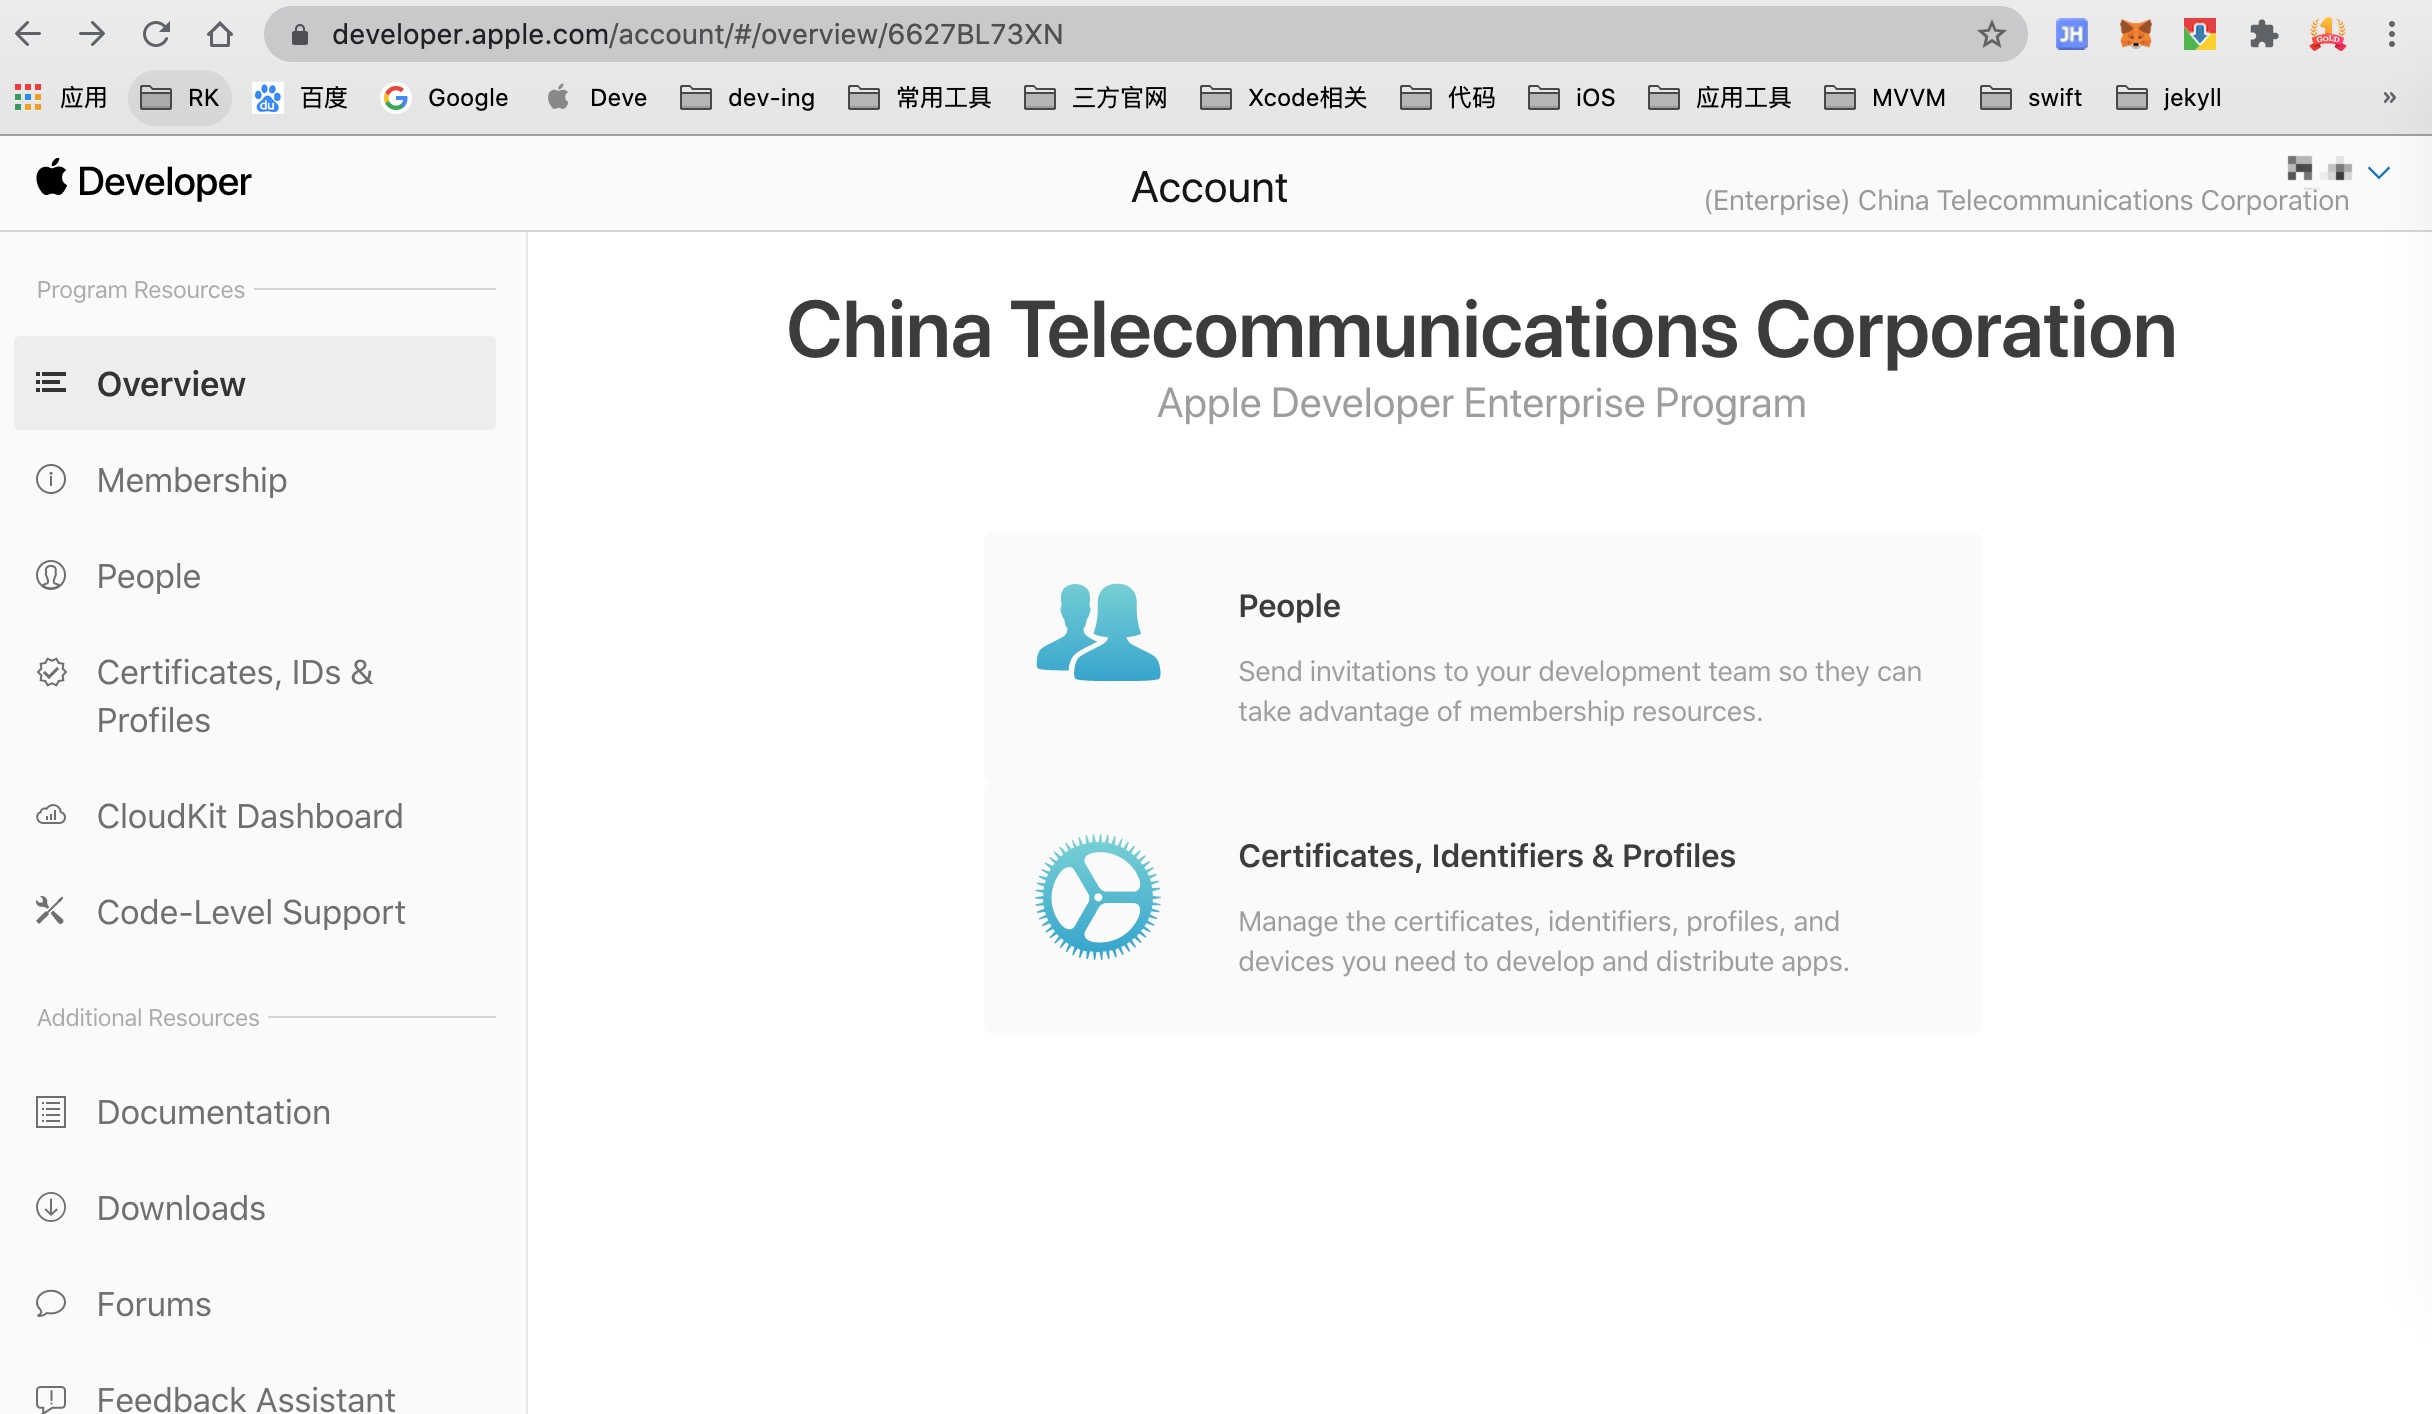 developer.apple.com/account/#/overview/6627BL73XN
JH
GOLD
应用 RK du 百度 Google Deve dev-ing 常用工具 三方官网 Xcode相关 代码 iOS 应用工具 MVVM swift jekyll »
Developer
Account
(Enterprise) China Telecommunications Corporation
Program Resources
Overview
Membership
People
Certificates, IDs &
Profiles
CloudKit Dashboard
Code-Level Support
Additional Resources
Documentation
Downloads
Forums
Feedback Assistant
China Telecommunications Corporation
Apple Developer Enterprise Program
People
Send invitations to your development team so they can
take advantage of membership resources.
Certificates, Identifiers & Profiles
Manage the certificates, identifiers, profiles, and
devices you need to develop and distribute apps.